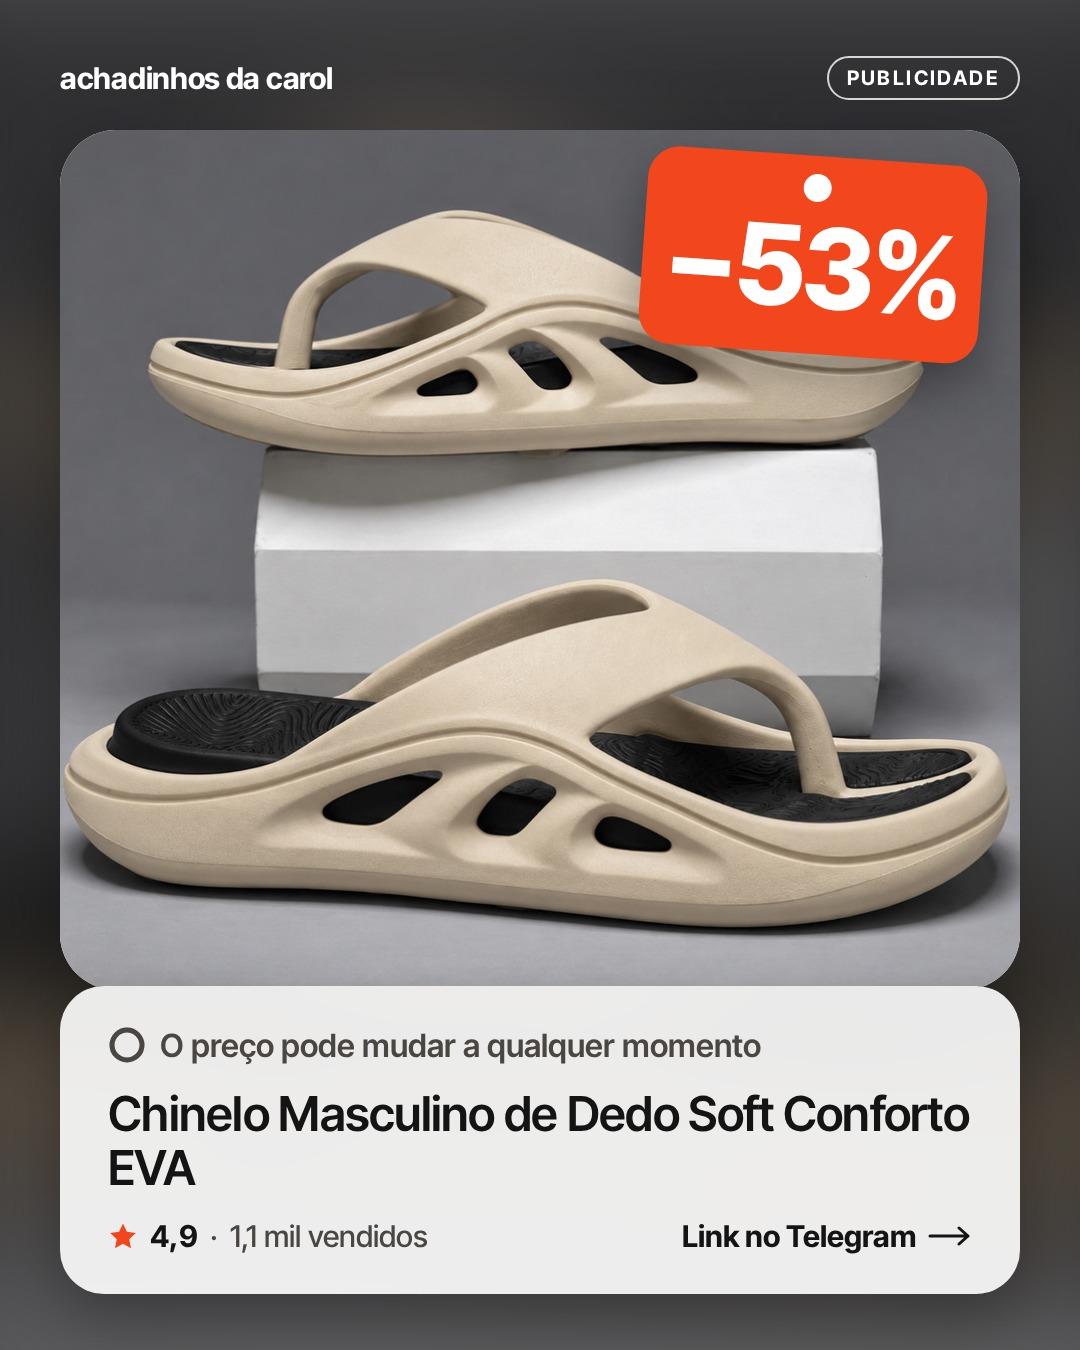 achadinhos da carol
PUBLICIDADE
−53%
O preço pode mudar a qualquer momento
Chinelo Masculino de Dedo Soft Conforto
EVA
4,9 · 1,1 mil vendidos
Link no Telegram →